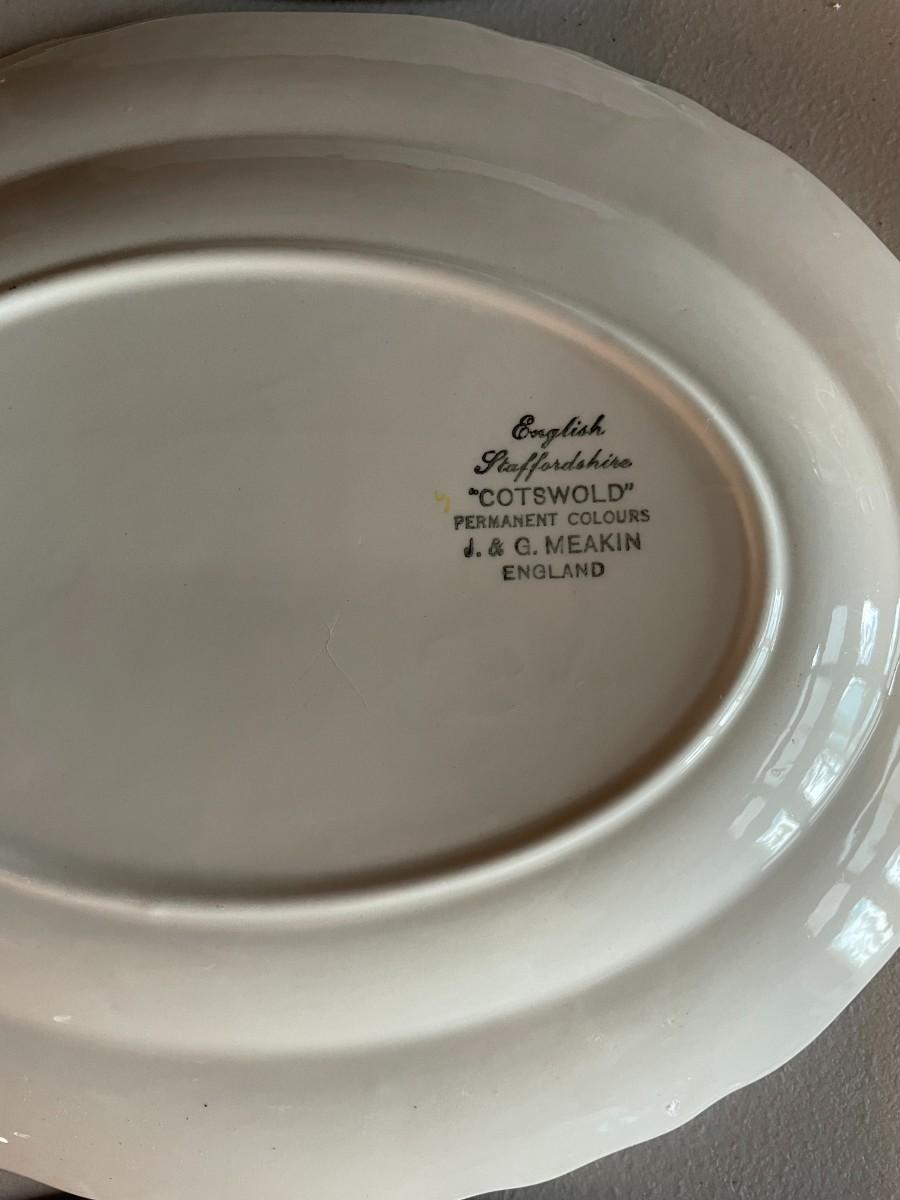 English
Staffordshire
"COTSWOLD"
PERMANENT COLOURS
J. & G. MEAKIN
ENGLAND